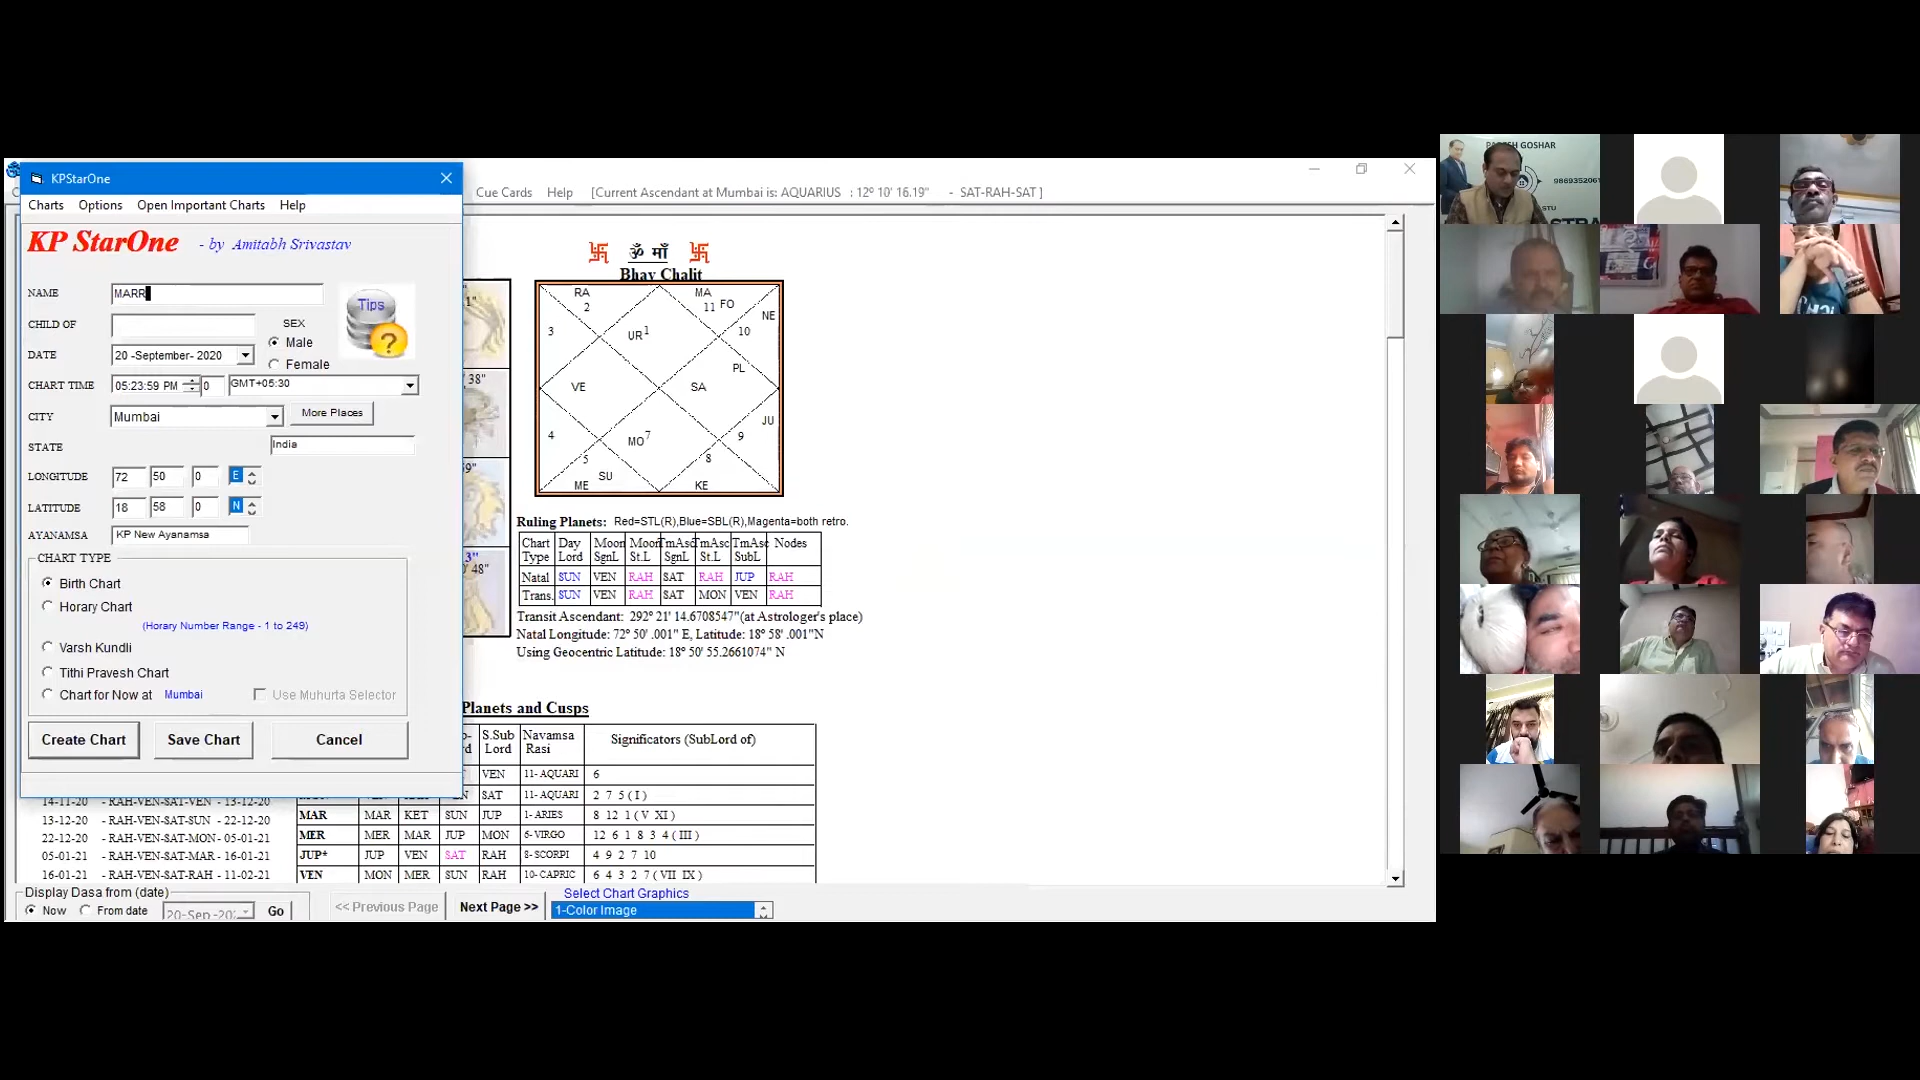 KPStarOne
Charts Options Open Important Charts Help
Cue Cards Help [Current Ascendant at Mumbai is: AQUARIUS : 12° 10' 16.19" - SAT-RAH-SAT ]
KP StarOne - by Amitabh Srivastav
NAME MARR
Tips
CHILD OF
SEX
Male
Female
DATE 20 -September- 2020
CHART TIME 05:23:59 PM 0 GMT+05:30
CITY Mumbai More Places
STATE India
LONGITUDE 72 50 0 E
LATITUDE 18 58 0 N
AYANAMSA KP New Ayanamsa
CHART TYPE
Birth Chart
Horary Chart
(Horary Number Range - 1 to 249)
Varsh Kundli
Tithi Pravesh Chart
Chart for Now at Mumbai Use Muhurta Selector
Create Chart Save Chart Cancel
ॐ माँ
Bhav Chalit
RA MA
2 11 FO
NE
3 UR 1 10
PL
VE SA
JU
4 MO 7 9
5 8
SU
ME KE
Ruling Planets: Red=STL(R),Blue=SBL(R),Magenta=both retro.
Chart Type Day Lord Moon SgnL Moon St.L TmAsc SgnL TmAsc St.L TmAsc SubL Nodes
Natal SUN VEN RAH SAT RAH JUP RAH
Trans. SUN VEN RAH SAT MON VEN RAH
Transit Ascendant: 292° 21' 14.6708547"(at Astrologer's place)
Natal Longitude: 72° 50' .001" E, Latitude: 18° 58' .001"N
Using Geocentric Latitude: 18° 50' 55.2661074" N
Planets and Cusps
S.Sub Lord Navamsa Rasi Significators (SubLord of)
VEN 11- AQUARI 6
SAT 11- AQUARI 2 7 5 ( I )
MAR MAR KET SUN JUP 1- ARIES 8 12 1 ( V XI )
MER MER MAR JUP MON 6- VIRGO 12 6 1 8 3 4 ( III )
JUP* JUP VEN SAT RAH 8- SCORPI 4 9 2 7 10
VEN MON MER SUN RAH 10- CAPRIC 6 4 3 2 7 ( VII IX )
14-11-20 - RAH-VEN-SAT-VEN - 13-12-20
13-12-20 - RAH-VEN-SAT-SUN - 22-12-20
22-12-20 - RAH-VEN-SAT-MON- 05-01-21
05-01-21 - RAH-VEN-SAT-MAR - 16-01-21
16-01-21 - RAH-VEN-SAT-RAH - 11-02-21
Display Dasa from (date)
Now From date Go
<< Previous Page Next Page >>
Select Chart Graphics
1-Color Image
GOSHAR